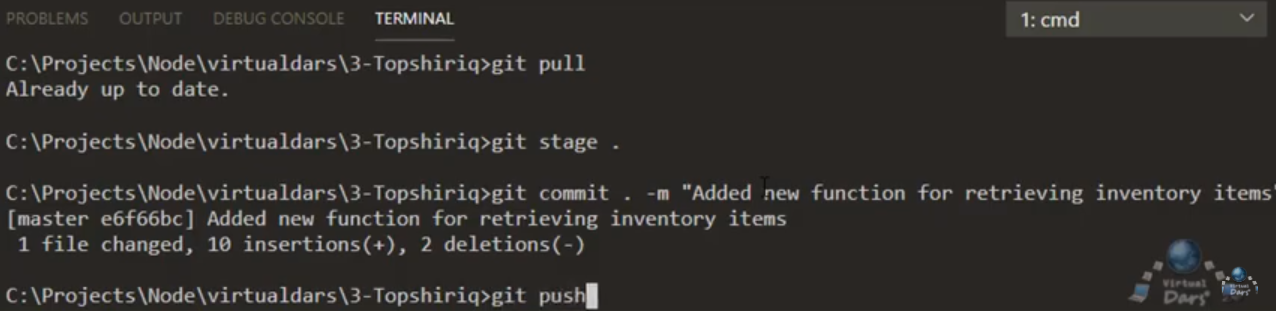 PROBLEMS OUTPUT DEBUG CONSOLE TERMINAL 1: cmd
C:\Projects\Node\virtualdars\3-Topshiriq>git pull
Already up to date.
C:\Projects\Node\virtualdars\3-Topshiriq>git stage .
C:\Projects\Node\virtualdars\3-Topshiriq>git commit . -m "Added new function for retrieving inventory items"
[master e6f66bc] Added new function for retrieving inventory items
1 file changed, 10 insertions(+), 2 deletions(-)
C:\Projects\Node\virtualdars\3-Topshiriq>git push
Virtual
Dars
Virtual
Dars